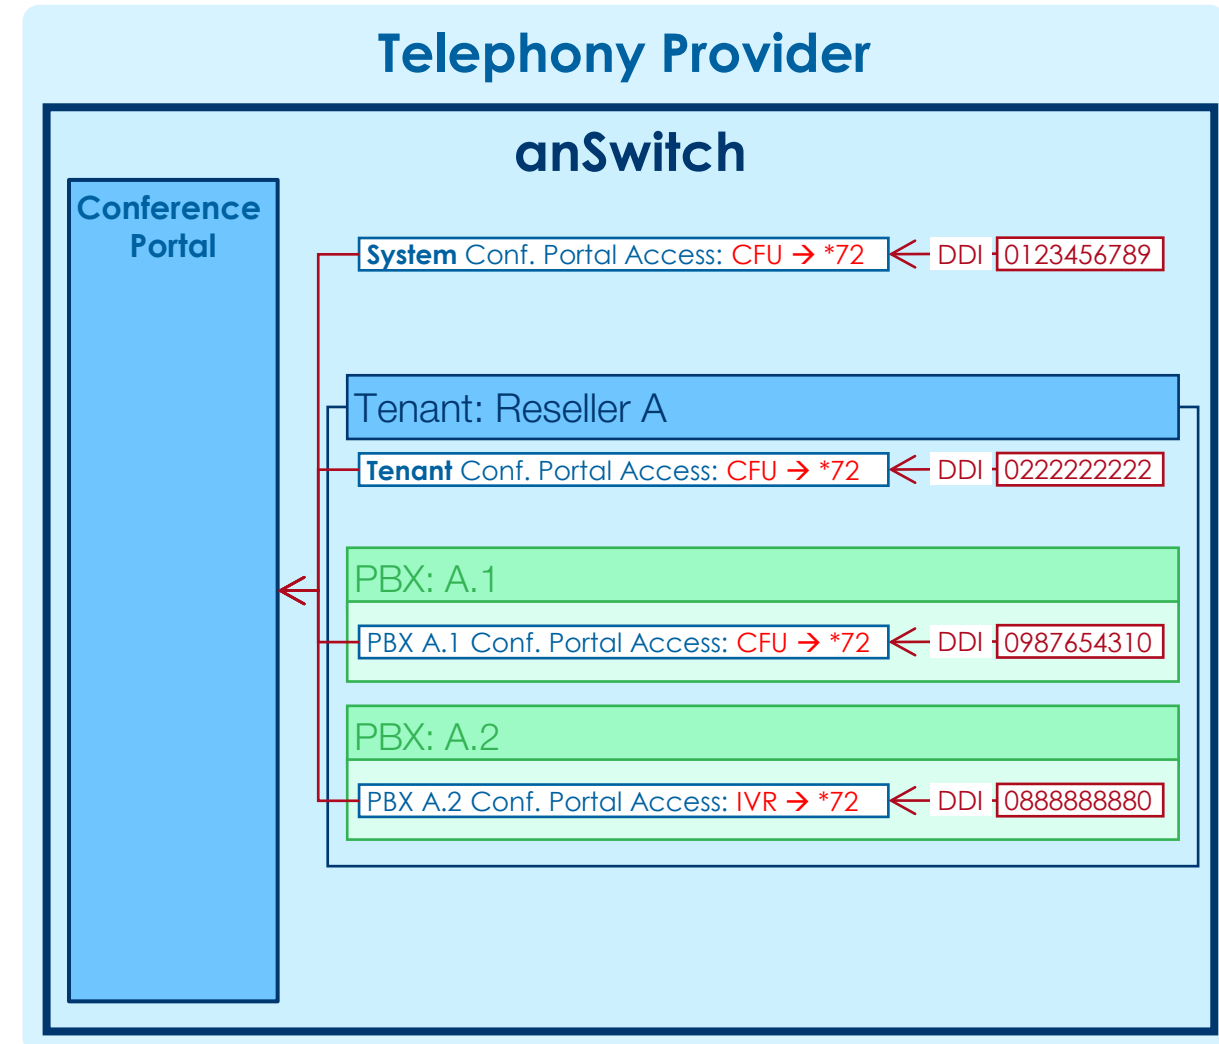 Telephony Provider
anSwitch
Conference
Portal
System Conf. Portal Access: CFU → *72 DDI 0123456789
Tenant: Reseller A
Tenant Conf. Portal Access: CFU → *72 DDI 0222222222
PBX: A.1
PBX A.1 Conf. Portal Access: CFU → *72 DDI 0987654310
PBX: A.2
PBX A.2 Conf. Portal Access: IVR → *72 DDI 0888888880